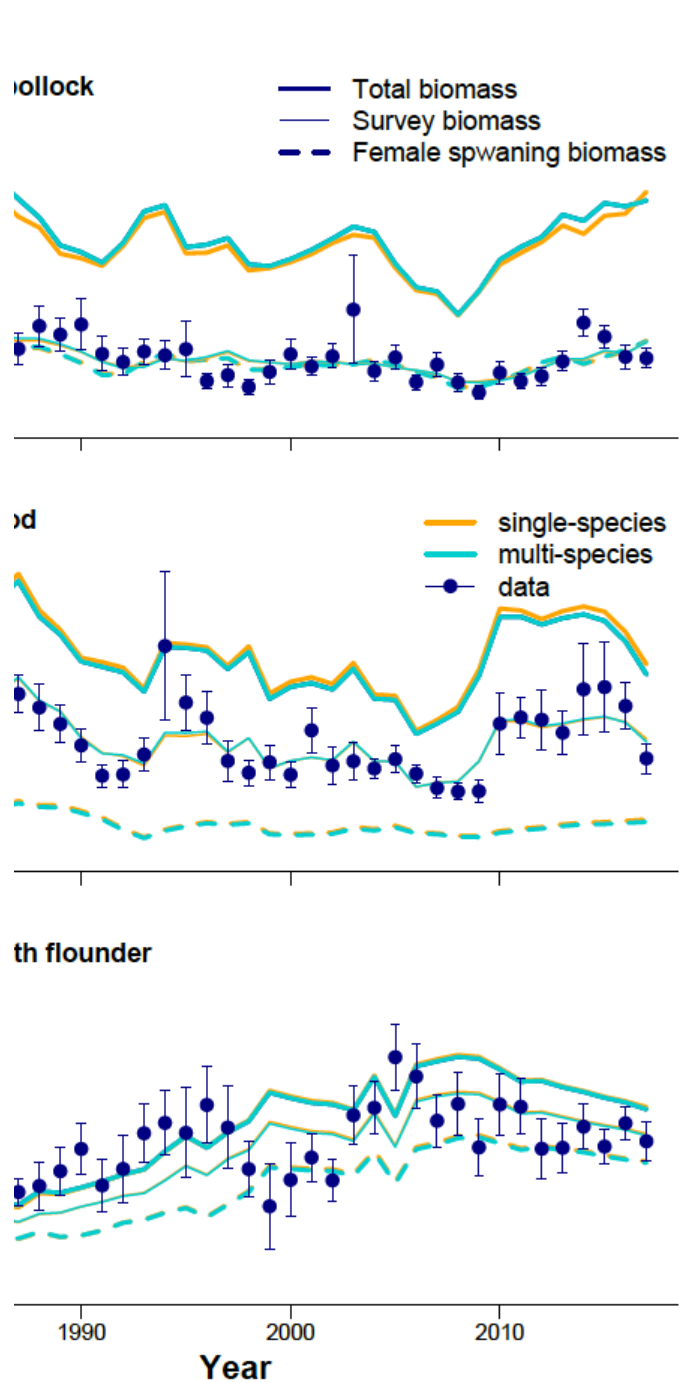 ollock
Total biomass
Survey biomass
Female spwaning biomass
od
single-species
multi-species
data
th flounder
1990
2000
2010
Year